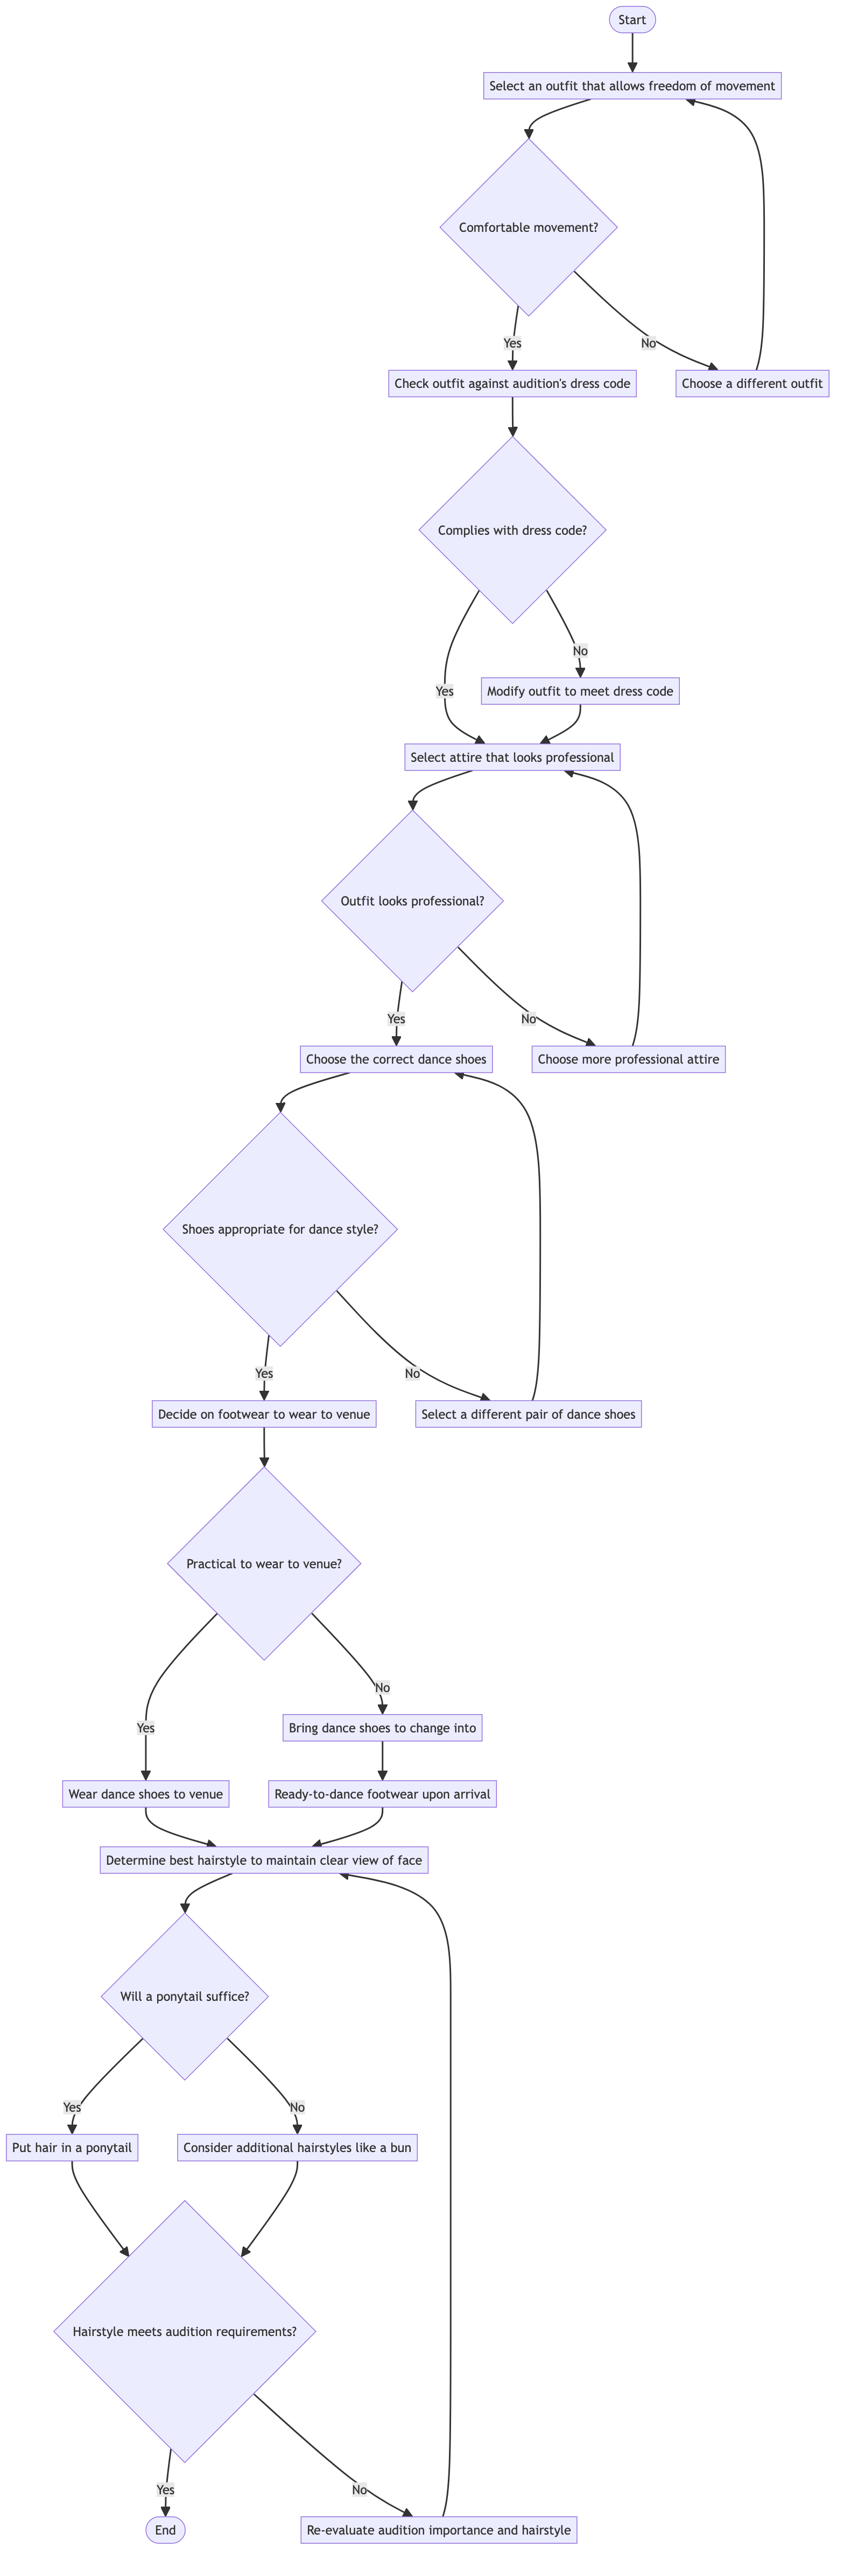 Start
Select an outfit that allows freedom of movement
Comfortable movement?
Yes
No
Check outfit against audition's dress code
Choose a different outfit
Complies with dress code?
No
Yes
Modify outfit to meet dress code
Select attire that looks professional
Outfit looks professional?
Yes
No
Choose the correct dance shoes
Choose more professional attire
Shoes appropriate for dance style?
Yes
No
Decide on footwear to wear to venue
Select a different pair of dance shoes
Practical to wear to venue?
No
Yes
Bring dance shoes to change into
Wear dance shoes to venue
Ready-to-dance footwear upon arrival
Determine best hairstyle to maintain clear view of face
Will a ponytail suffice?
Yes
No
Put hair in a ponytail
Consider additional hairstyles like a bun
Hairstyle meets audition requirements?
Yes
No
End
Re-evaluate audition importance and hairstyle